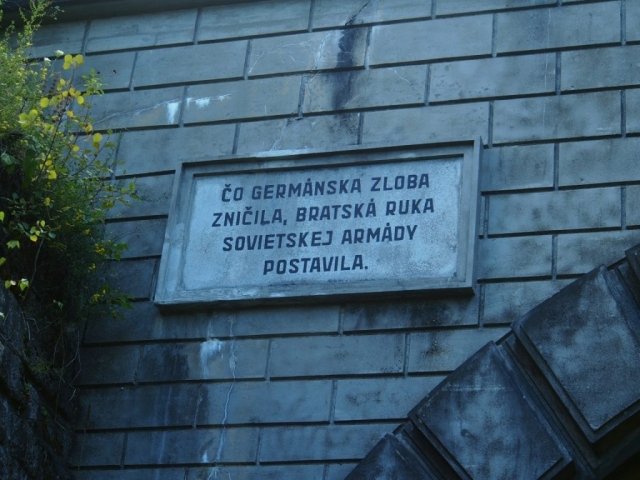 ČO GERMÁNSKA ZLOBA
ZNIČILA, BRATSKÁ RUKA
SOVIETSKEJ ARMÁDY
POSTAVILA.